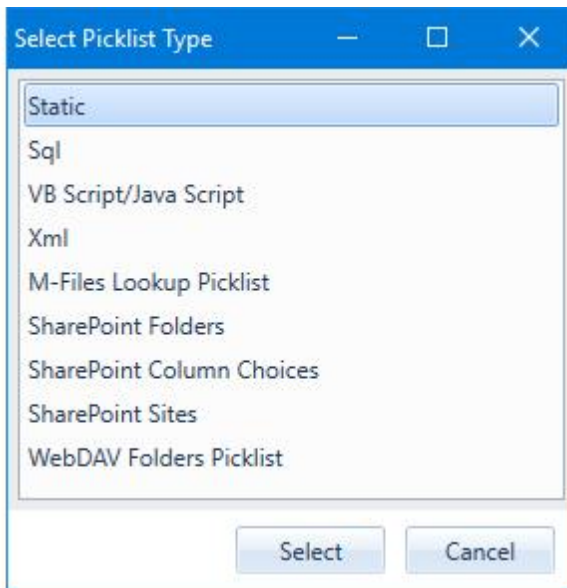 Select Picklist Type
Static
Sql
VB Script/Java Script
Xml
M-Files Lookup Picklist
SharePoint Folders
SharePoint Column Choices
SharePoint Sites
WebDAV Folders Picklist
Select Cancel